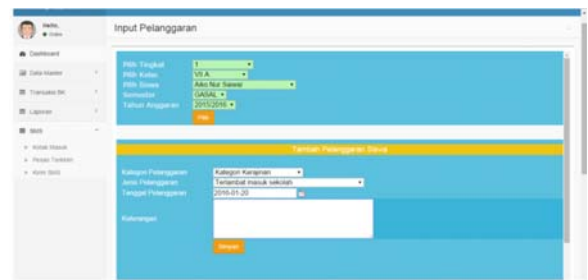 Hello,
Online
Input Pelanggaran
Dashboard
Data Master
Transaksi BK
Laporan
SMS
Kotak Masuk
Pesan Terkirim
Kirim SMS
Pilih Tingkat 1
Pilih Kelas VII A
Pilih Siswa Aiko Nur Sawar
Semester GASAL
Tahun Anggaran 2015/2016
Pilih
Tambah Pelanggaran Siswa
Kategori Pelanggaran Kategori Kerajinan
Jenis Pelanggaran Terlambat masuk sekolah
Tanggal Pelanggaran 2016-01-20
Keterangan
Simpan